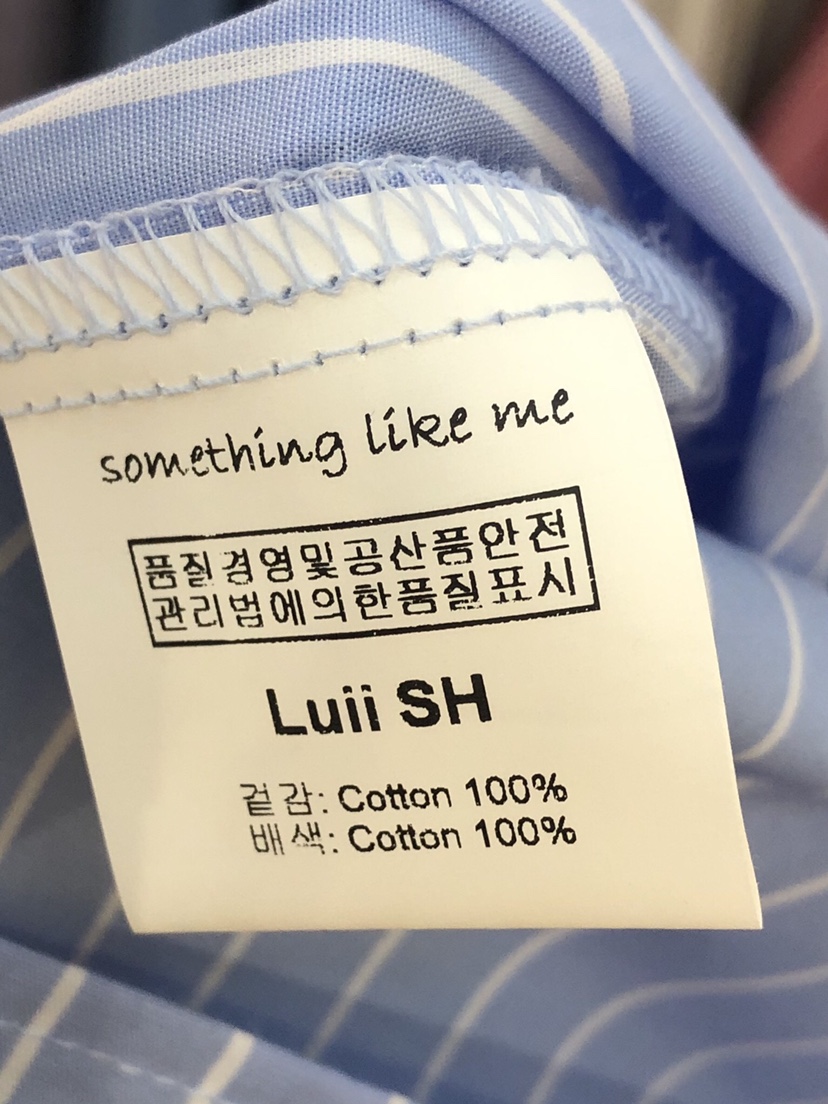 something like me
품질경영및공산품안전
관리법에의한품질표시
Luii SH
겉감: Cotton 100%
배색: Cotton 100%